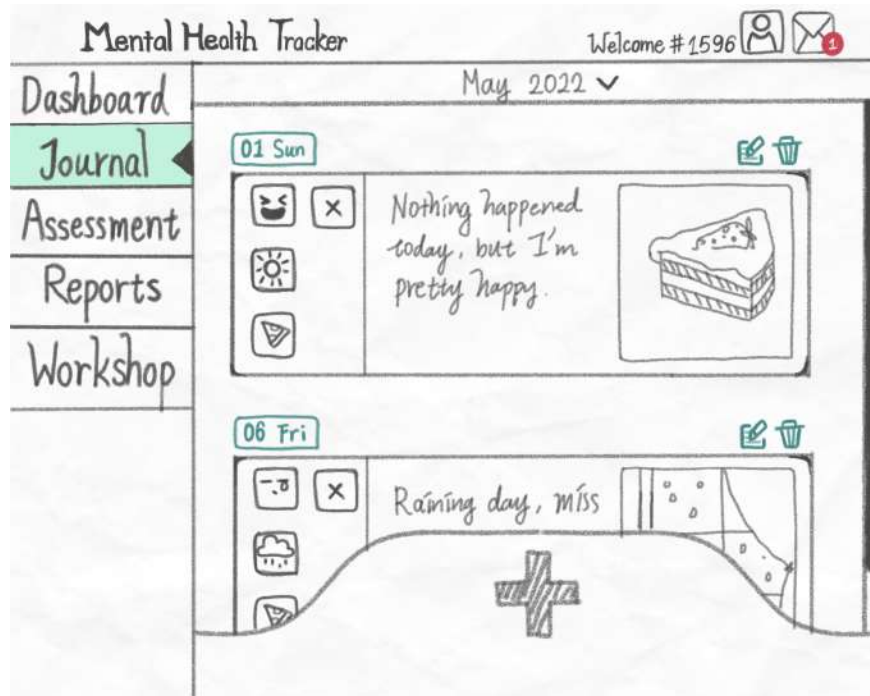 Mental Health Tracker
Welcome #1596
1
Dashboard
Journal
Assessment
Reports
Workshop
May 2022
01 Sun
Nothing happened
today, but I'm
pretty happy.
06 Fri
Raining day, miss